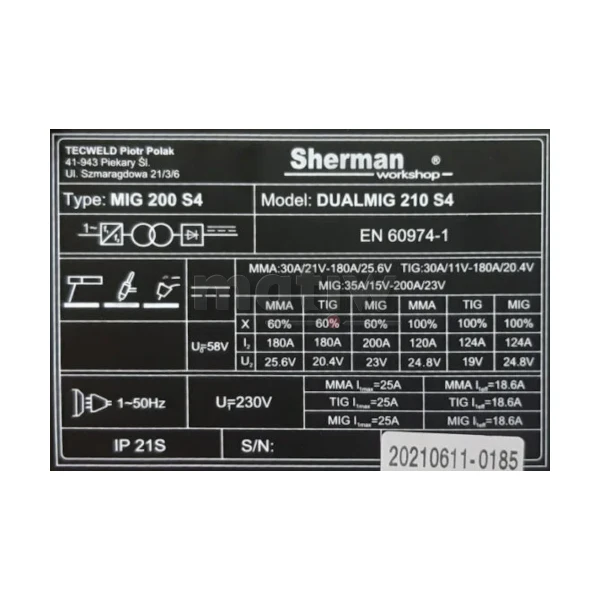 TECWELD Piotr Polak
41-943 Piekary Śl.
Ul. Szmaragdowa 21/3/6
Sherman ®
workshop
Type: MIG 200 S4
Model: DUALMIG 210 S4
1~
EN 60974-1
MMA:30A/21V-180A/25.6V TIG:30A/11V-180A/20.4V
MIG:35A/15V-200A/23V
MMA TIG MIG MMA TIG MIG
X 60% 60% 60% 100% 100% 100%
U₀=58V
I₂ 180A 180A 200A 120A 124A 124A
U₂ 25.6V 20.4V 23V 24.8V 19V 24.8V
1~50Hz
U₁=230V
MMA I₁max=25A MMA I₁eff=18.6A
TIG I₁max=25A TIG I₁eff=18.6A
MIG I₁max=25A MIG I₁eff=18.6A
IP 21S
S/N:
20210611-0185